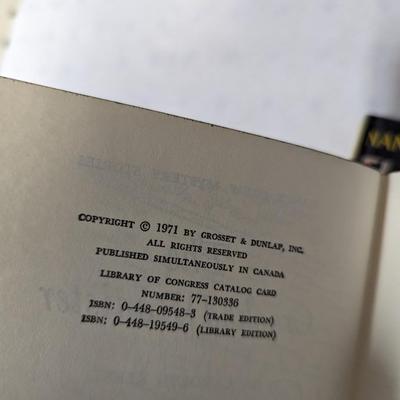 NAN
COPYRIGHT © 1971 BY GROSSET & DUNLAP, INC.
ALL RIGHTS RESERVED
PUBLISHED SIMULTANEOUSLY IN CANADA
LIBRARY OF CONGRESS CATALOG CARD
NUMBER: 77-130336
ISBN: 0-448-09548-3 (TRADE EDITION)
ISBN: 0-448-19549-6 (LIBRARY EDITION)